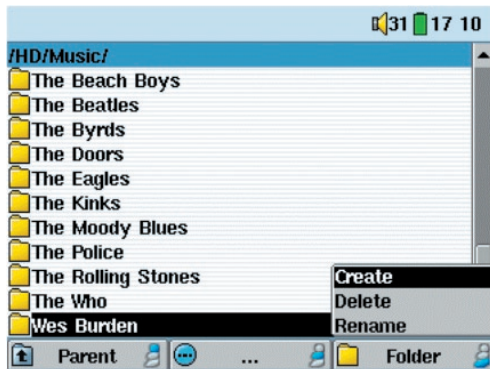 31 17 10
/HD/Music/
The Beach Boys
The Beatles
The Byrds
The Doors
The Eagles
The Kinks
The Moody Blues
The Police
The Rolling Stones
The Who
Wes Burden
Create
Delete
Rename
Parent ... Folder